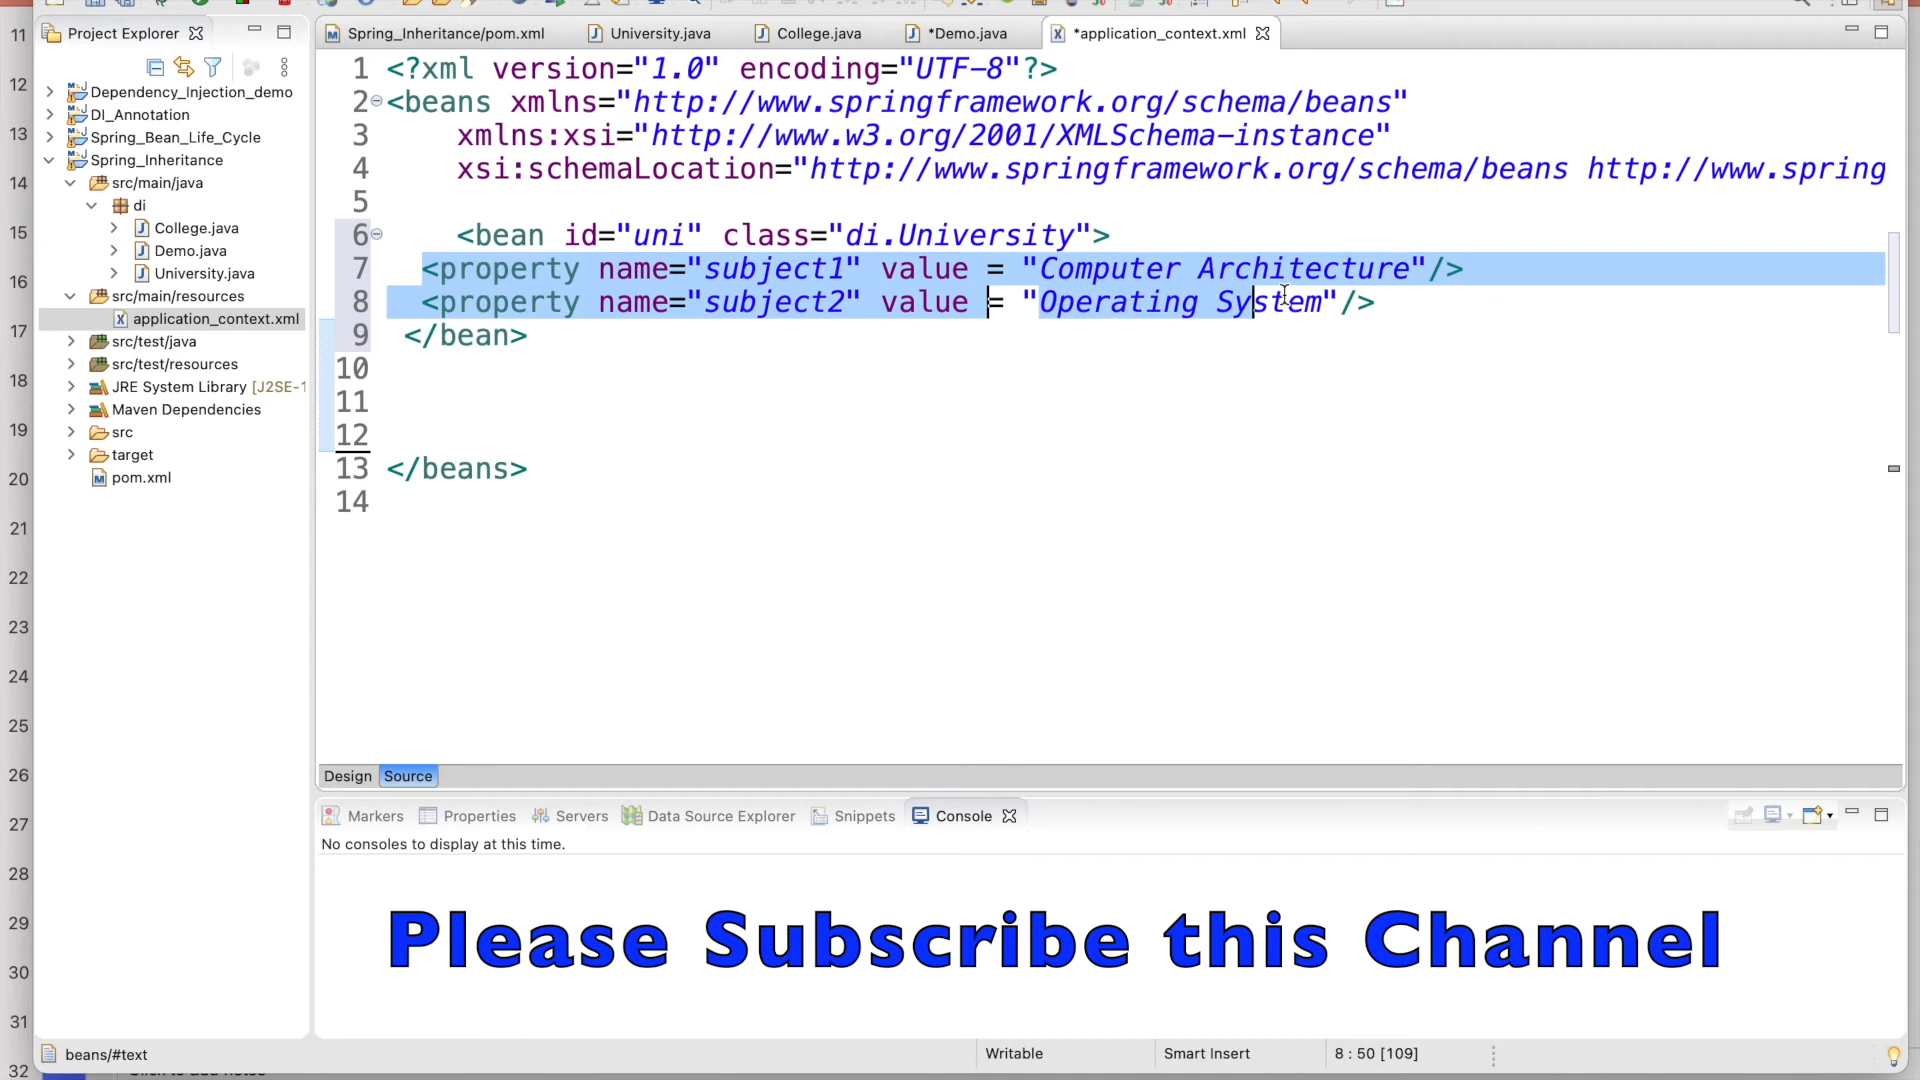 Project Explorer
Dependency_Injection_demo
DI_Annotation
Spring_Bean_Life_Cycle
Spring_Inheritance
src/main/java
di
College.java
Demo.java
University.java
src/main/resources
application_context.xml
src/test/java
src/test/resources
JRE System Library [J2SE-1
Maven Dependencies
src
target
pom.xml
11
12
13
14
15
16
17
18
19
20
21
22
23
24
25
26
27
28
29
30
31
32
Spring_Inheritance/pom.xml University.java College.java *Demo.java *application_context.xml
1 <?xml version="1.0" encoding="UTF-8"?>
2 <beans xmlns="http://www.springframework.org/schema/beans"
3 xmlns:xsi="http://www.w3.org/2001/XMLSchema-instance"
4 xsi:schemaLocation="http://www.springframework.org/schema/beans http://www.spring
5
6 <bean id="uni" class="di.University">
7 <property name="subject1" value = "Computer Architecture"/>
8 <property name="subject2" value = "Operating System"/>
9 </bean>
10
11
12
13 </beans>
14
Design Source
Markers Properties Servers Data Source Explorer Snippets Console
No consoles to display at this time.
Please Subscribe this Channel
beans/#text Writable Smart Insert 8 : 50 [109]